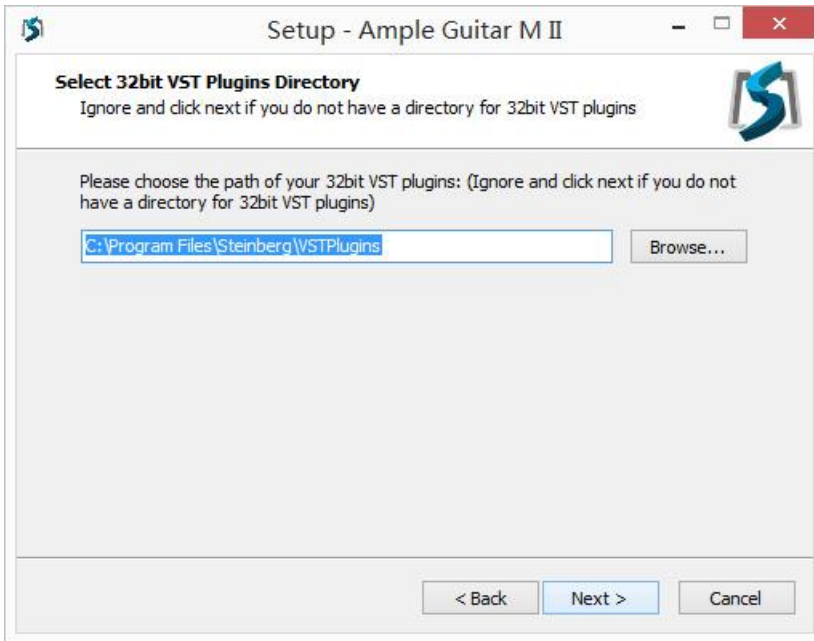 Setup - Ample Guitar M II
Select 32bit VST Plugins Directory
Ignore and click next if you do not have a directory for 32bit VST plugins
Please choose the path of your 32bit VST plugins: (Ignore and click next if you do not
have a directory for 32bit VST plugins)
C:\Program Files\Steinberg\VSTPlugins
Browse...
< Back
Next >
Cancel